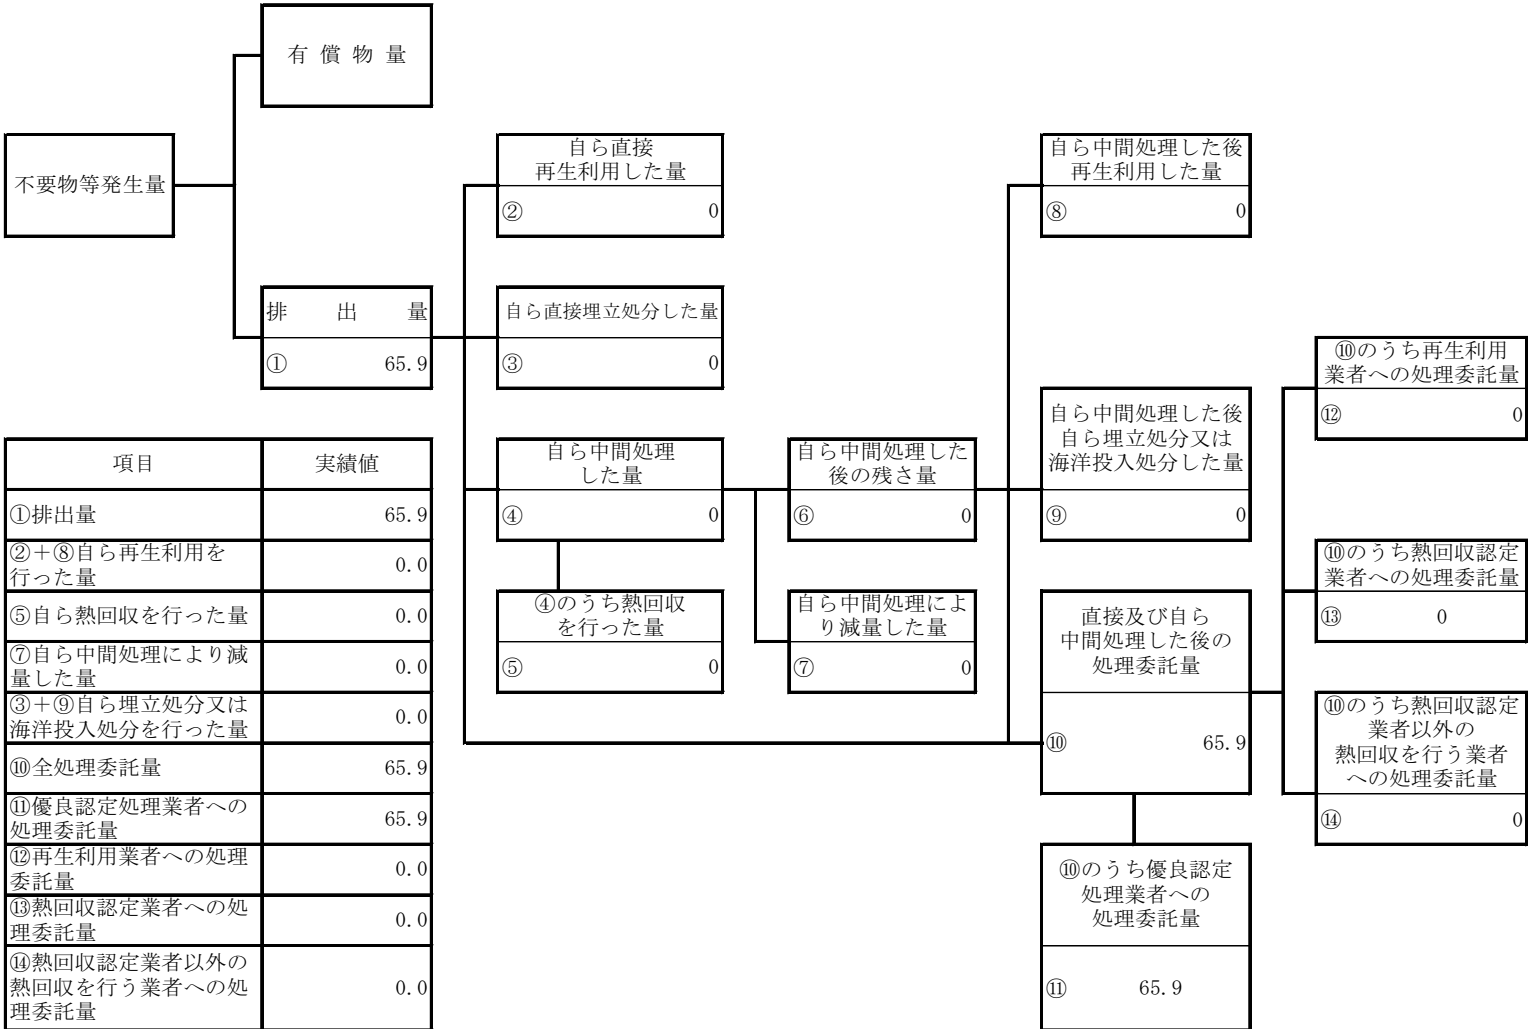 有償物量
不要物等発生量
排出量
① 65.9
自ら直接
再生利用した量
② 0
自ら直接埋立処分した量
③ 0
自ら中間処理
した量
④ 0
④のうち熱回収
を行った量
⑤ 0
自ら中間処理した
後の残さ量
⑥ 0
自ら中間処理によ
り減量した量
⑦ 0
自ら中間処理した後
再生利用した量
⑧ 0
自ら中間処理した後
自ら埋立処分又は
海洋投入処分した量
⑨ 0
直接及び自ら
中間処理した後の
処理委託量
⑩ 65.9
⑩のうち優良認定
処理業者への
処理委託量
⑪ 65.9
⑩のうち再生利用
業者への処理委託量
⑫ 0
⑩のうち熱回収認定
業者への処理委託量
⑬ 0
⑩のうち熱回収認定
業者以外の
熱回収を行う業者
への処理委託量
⑭ 0
項目 実績値
①排出量 65.9
②+⑧自ら再生利用を
行った量 0.0
⑤自ら熱回収を行った量 0.0
⑦自ら中間処理により減
量した量 0.0
③+⑨自ら埋立処分又は
海洋投入処分を行った量 0.0
⑩全処理委託量 65.9
⑪優良認定処理業者への
処理委託量 65.9
⑫再生利用業者への処理
委託量 0.0
⑬熱回収認定業者への処
理委託量 0.0
⑭熱回収認定業者以外の
熱回収を行う業者への処
理委託量 0.0